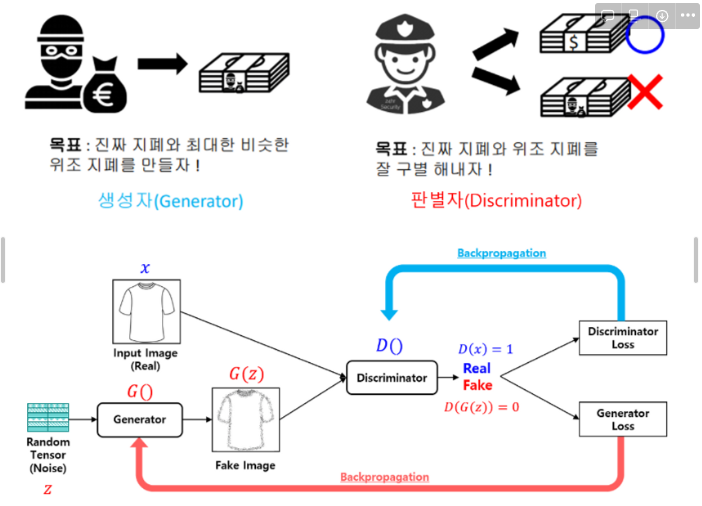 목표 : 진짜 지폐와 최대한 비슷한
위조 지폐를 만들자 !
생성자(Generator)
$
€
목표 : 진짜 지폐와 위조 지폐를
잘 구별 해내자 !
판별자(Discriminator)
Backpropagation
x
Input Image
(Real)
D()
D(x) = 1
Real
Fake
D(G(z)) = 0
Discriminator
Discriminator
Loss
G()
G(z)
Generator
Fake Image
Generator
Loss
Random
Tensor
(Noise)
z
Backpropagation